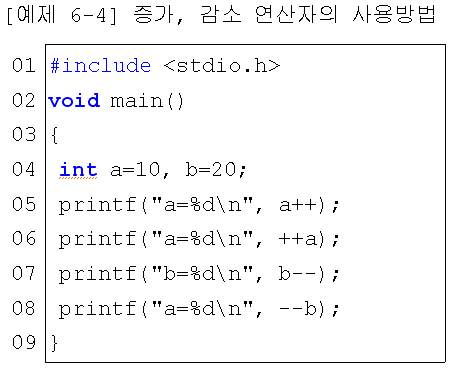 [예제 6-4] 증가, 감소 연산자의 사용방법
01 #include <stdio.h>
02 void main()
03 {
04 int a=10, b=20;
05 printf("a=%d\n", a++);
06 printf("a=%d\n", ++a);
07 printf("b=%d\n", b--);
08 printf("a=%d\n", --b);
09 }